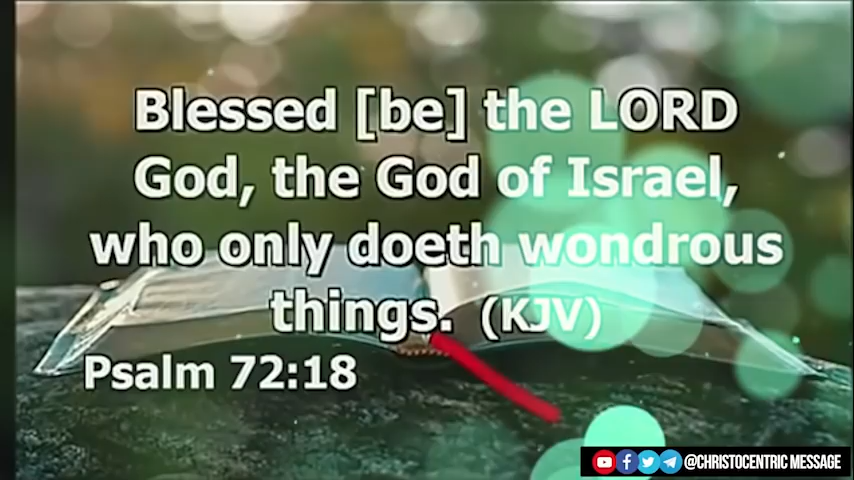 Blessed [be] the LORD
God, the God of Israel,
who only doeth wondrous
things. (KJV)
Psalm 72:18
@CHRISTOCENTRIC MESSAGE